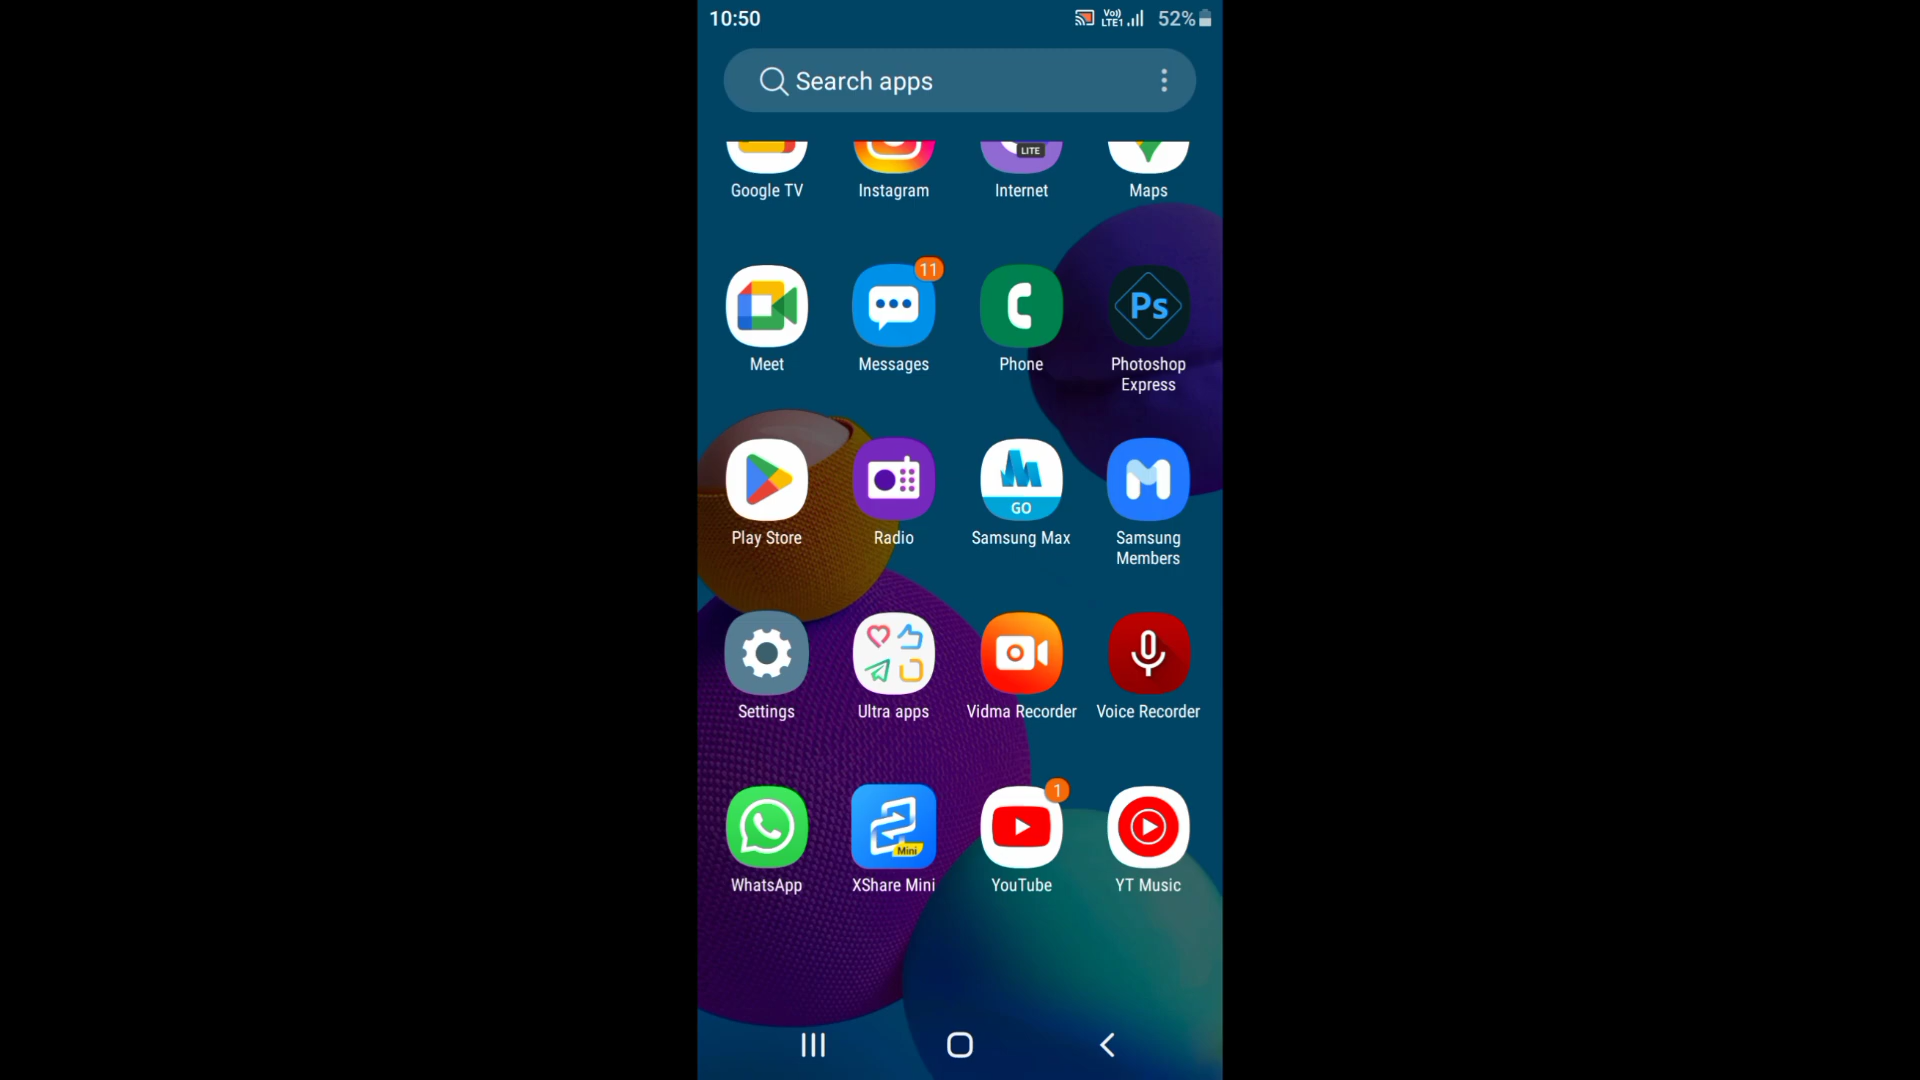 10:50
Vo)) LTE1 52%
Search apps
LITE
Google TV Instagram Internet Maps
11
Ps
Meet Messages Phone Photoshop Express
GO
Play Store Radio Samsung Max Samsung Members
Settings Ultra apps Vidma Recorder Voice Recorder
1
Mini
WhatsApp XShare Mini YouTube YT Music